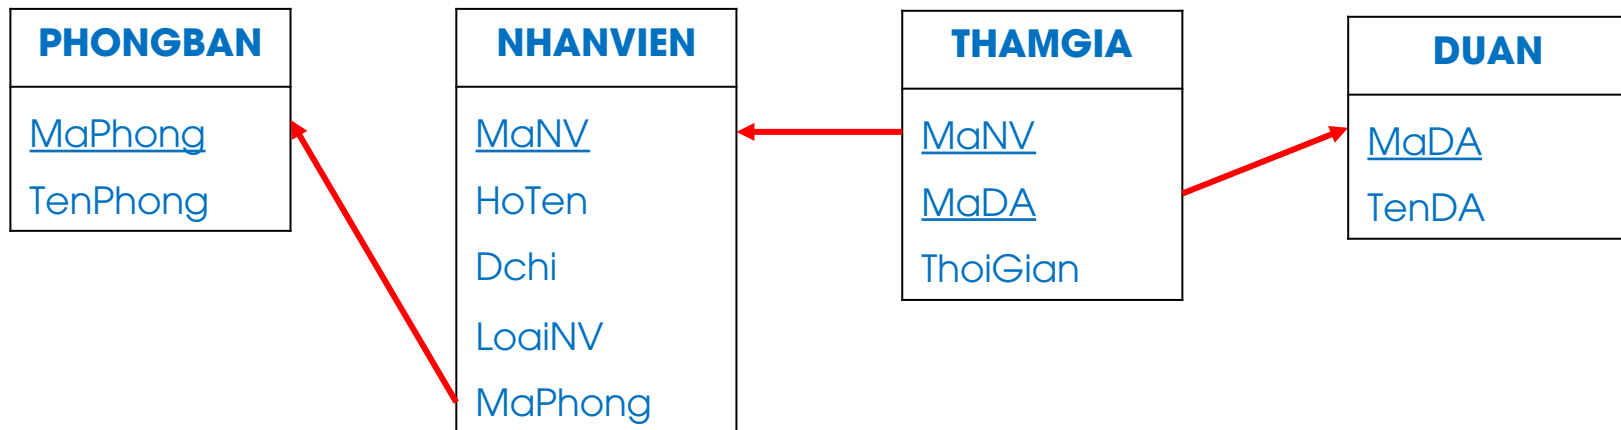 PHONGBAN
MaPhong
TenPhong
NHANVIEN
MaNV
HoTen
Dchi
LoaiNV
MaPhong
THAMGIA
MaNV
MaDA
ThoiGian
DUAN
MaDA
TenDA